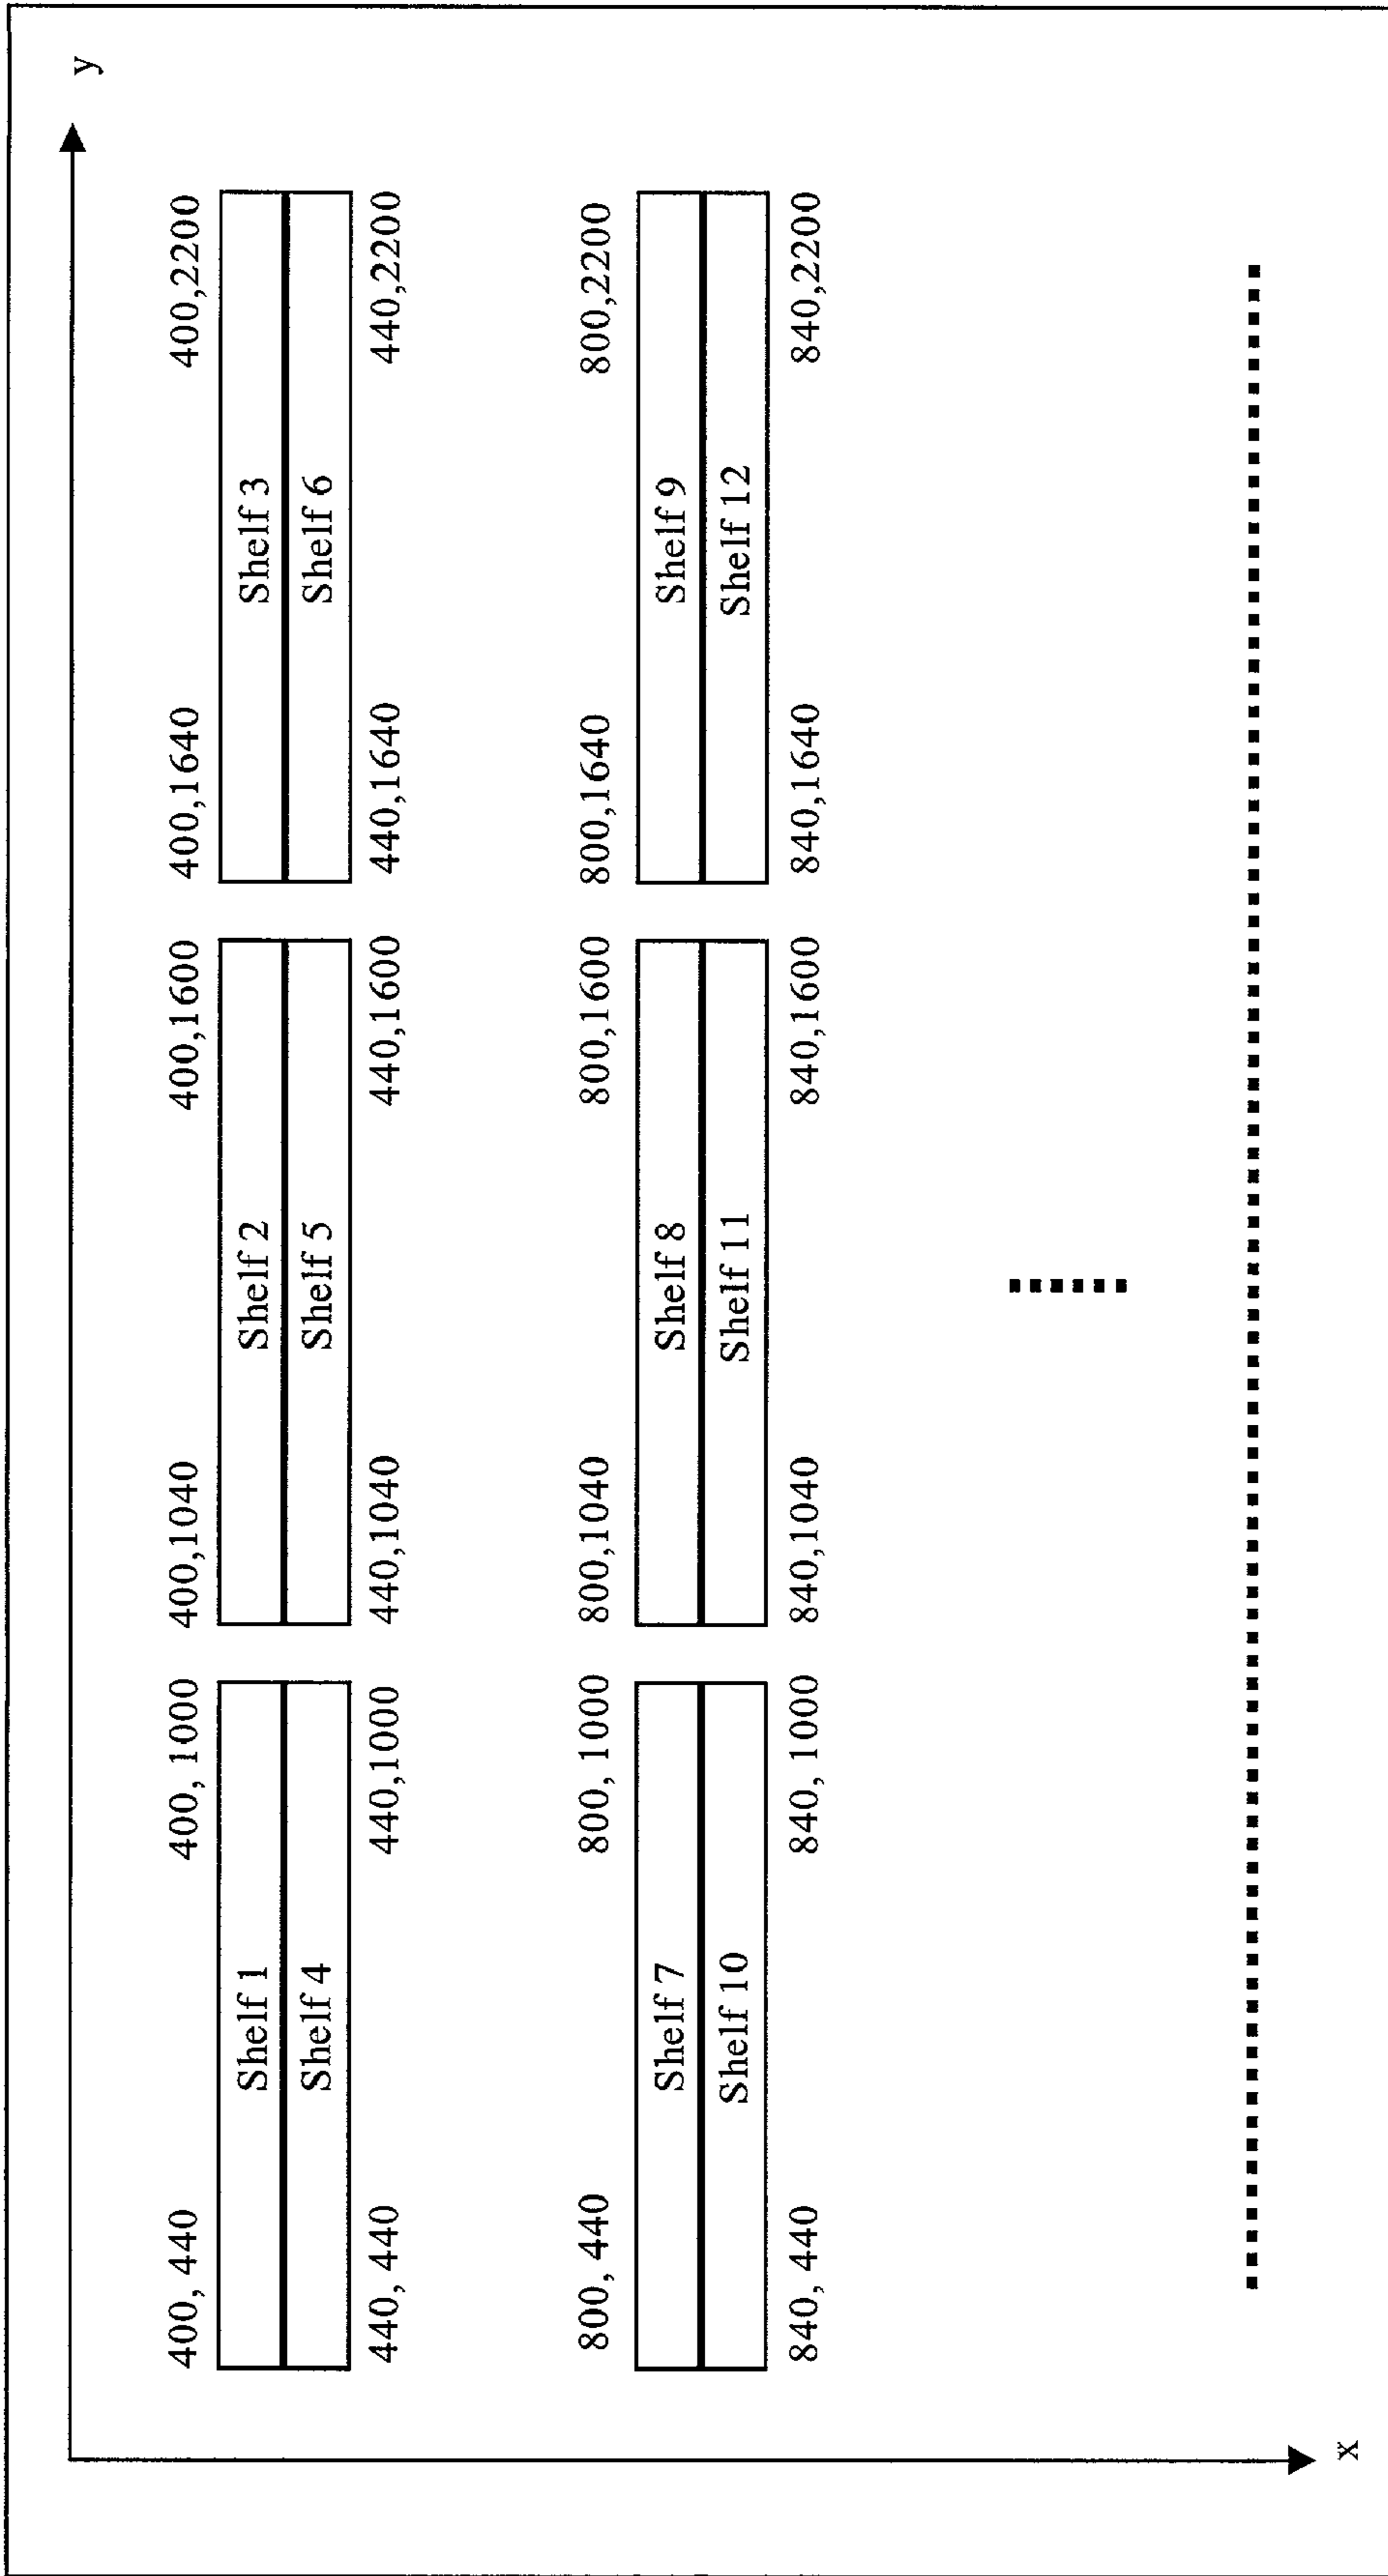 y
400, 440 400, 1000 400,1040 400,1600 400,1640 400,2200
Shelf 1 Shelf 2 Shelf 3
Shelf 4 Shelf 5 Shelf 6
440, 440 440,1000 440,1040 440,1600 440,1640 440,2200
800, 440 800, 1000 800,1040 800,1600 800,1640 800,2200
Shelf 7 Shelf 8 Shelf 9
Shelf 10 Shelf 11 Shelf 12
840, 440 840, 1000 840,1040 840,1600 840,1640 840,2200
x